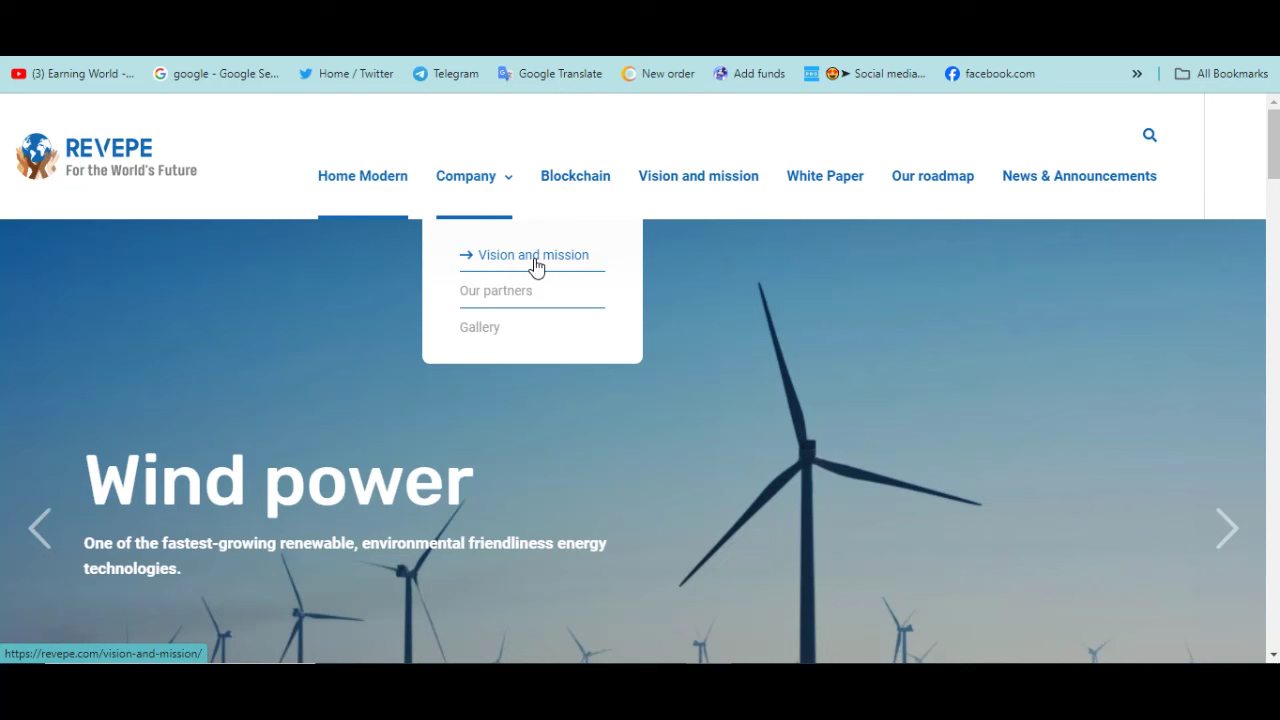 (3) Earning World -... google - Google Se... Home / Twitter Telegram Google Translate New order Add funds Social media... facebook.com » All Bookmarks
REVEPE
For the World's Future
Home Modern Company Blockchain Vision and mission White Paper Our roadmap News & Announcements
→ Vision and mission
Our partners
Gallery
Wind power
One of the fastest-growing renewable, environmental friendliness energy
technologies.
https://revepe.com/vision-and-mission/